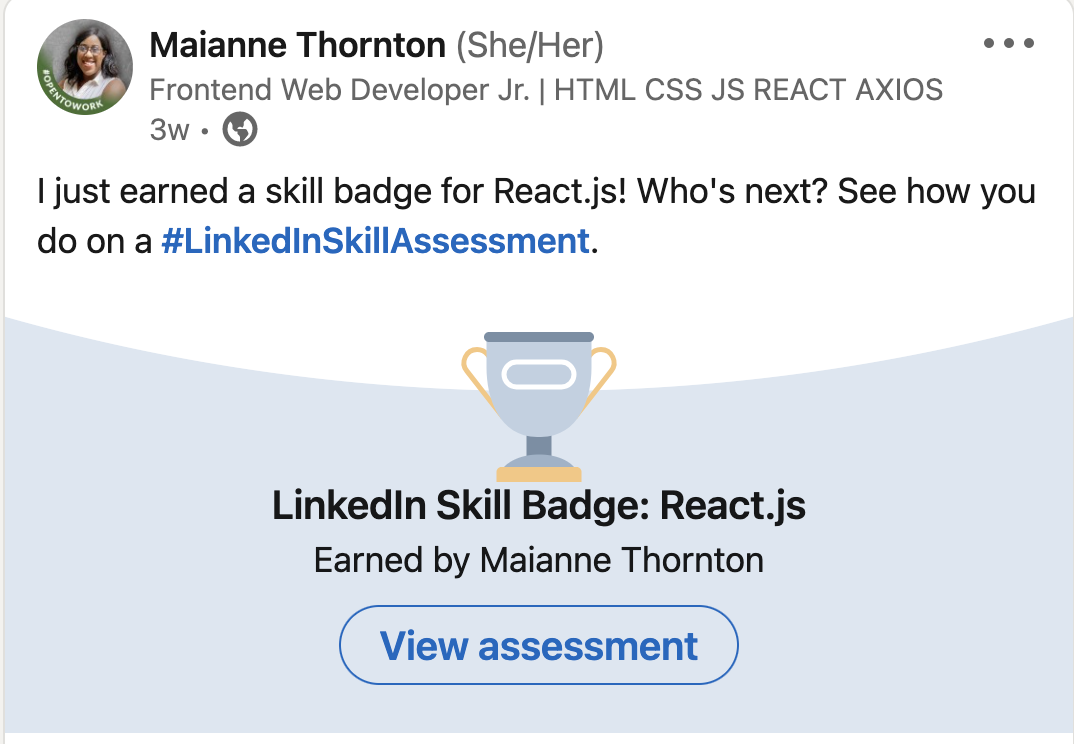 Maianne Thornton (She/Her)
Frontend Web Developer Jr. | HTML CSS JS REACT AXIOS
3w •
#OPENTOWORK
I just earned a skill badge for React.js! Who's next? See how you
do on a #LinkedInSkillAssessment.
LinkedIn Skill Badge: React.js
Earned by Maianne Thornton
View assessment